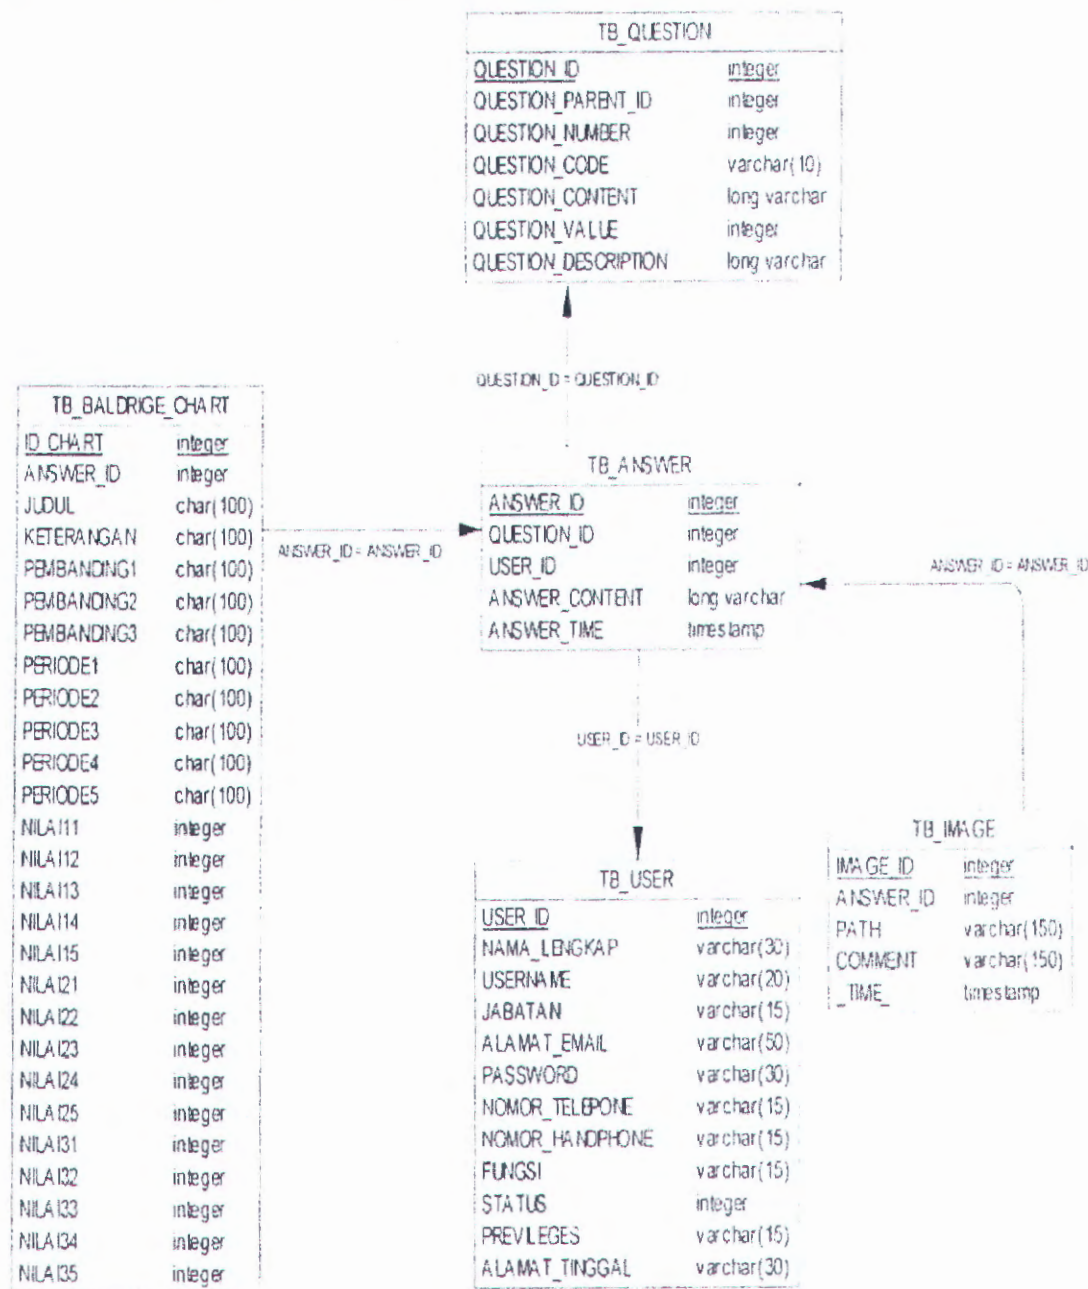 TB_QUESTION
QUESTION_ID integer
QUESTION_PARENT_ID integer
QUESTION_NUMBER integer
QUESTION_CODE varchar(10)
QUESTION_CONTENT long varchar
QUESTION_VALUE integer
QUESTION_DESCRIPTION long varchar
QUESTION_ID = QUESTION_ID
TB_BALDRIGE_CHART
ID_CHART integer
ANSWER_ID integer
JUDUL char(100)
KETERANGAN char(100)
PEMBANDING1 char(100)
PEMBANDING2 char(100)
PEMBANDING3 char(100)
PERIODE1 char(100)
PERIODE2 char(100)
PERIODE3 char(100)
PERIODE4 char(100)
PERIODE5 char(100)
NILAI11 integer
NILAI12 integer
NILAI13 integer
NILAI14 integer
NILAI15 integer
NILAI21 integer
NILAI22 integer
NILAI23 integer
NILAI24 integer
NILAI25 integer
NILAI31 integer
NILAI32 integer
NILAI33 integer
NILAI34 integer
NILAI35 integer
ANSWER_ID = ANSWER_ID
TB_ANSWER
ANSWER_ID integer
QUESTION_ID integer
USER_ID integer
ANSWER_CONTENT long varchar
ANSWER_TIME timestamp
ANSWER_ID = ANSWER_ID
USER_ID = USER_ID
TB_USER
USER_ID integer
NAMA_LENGKAP varchar(30)
USERNAME varchar(20)
JABATAN varchar(15)
ALAMAT_EMAIL varchar(50)
PASSWORD varchar(30)
NOMOR_TELEPONE varchar(15)
NOMOR_HANDPHONE varchar(15)
FUNGSI varchar(15)
STATUS integer
PREVILEGES varchar(15)
ALAMAT_TINGGAL varchar(30)
TB_IMAGE
IMAGE_ID integer
ANSWER_ID integer
PATH varchar(150)
COMMENT varchar(150)
_TIME_ timestamp